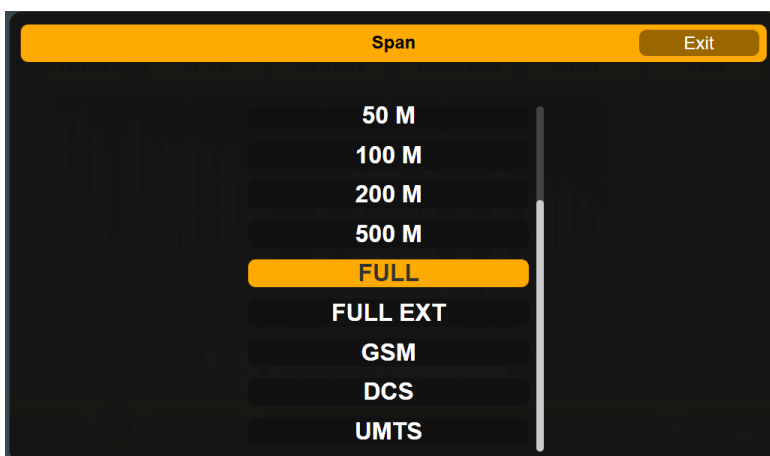 Span
Exit
50 M
100 M
200 M
500 M
FULL
FULL EXT
GSM
DCS
UMTS